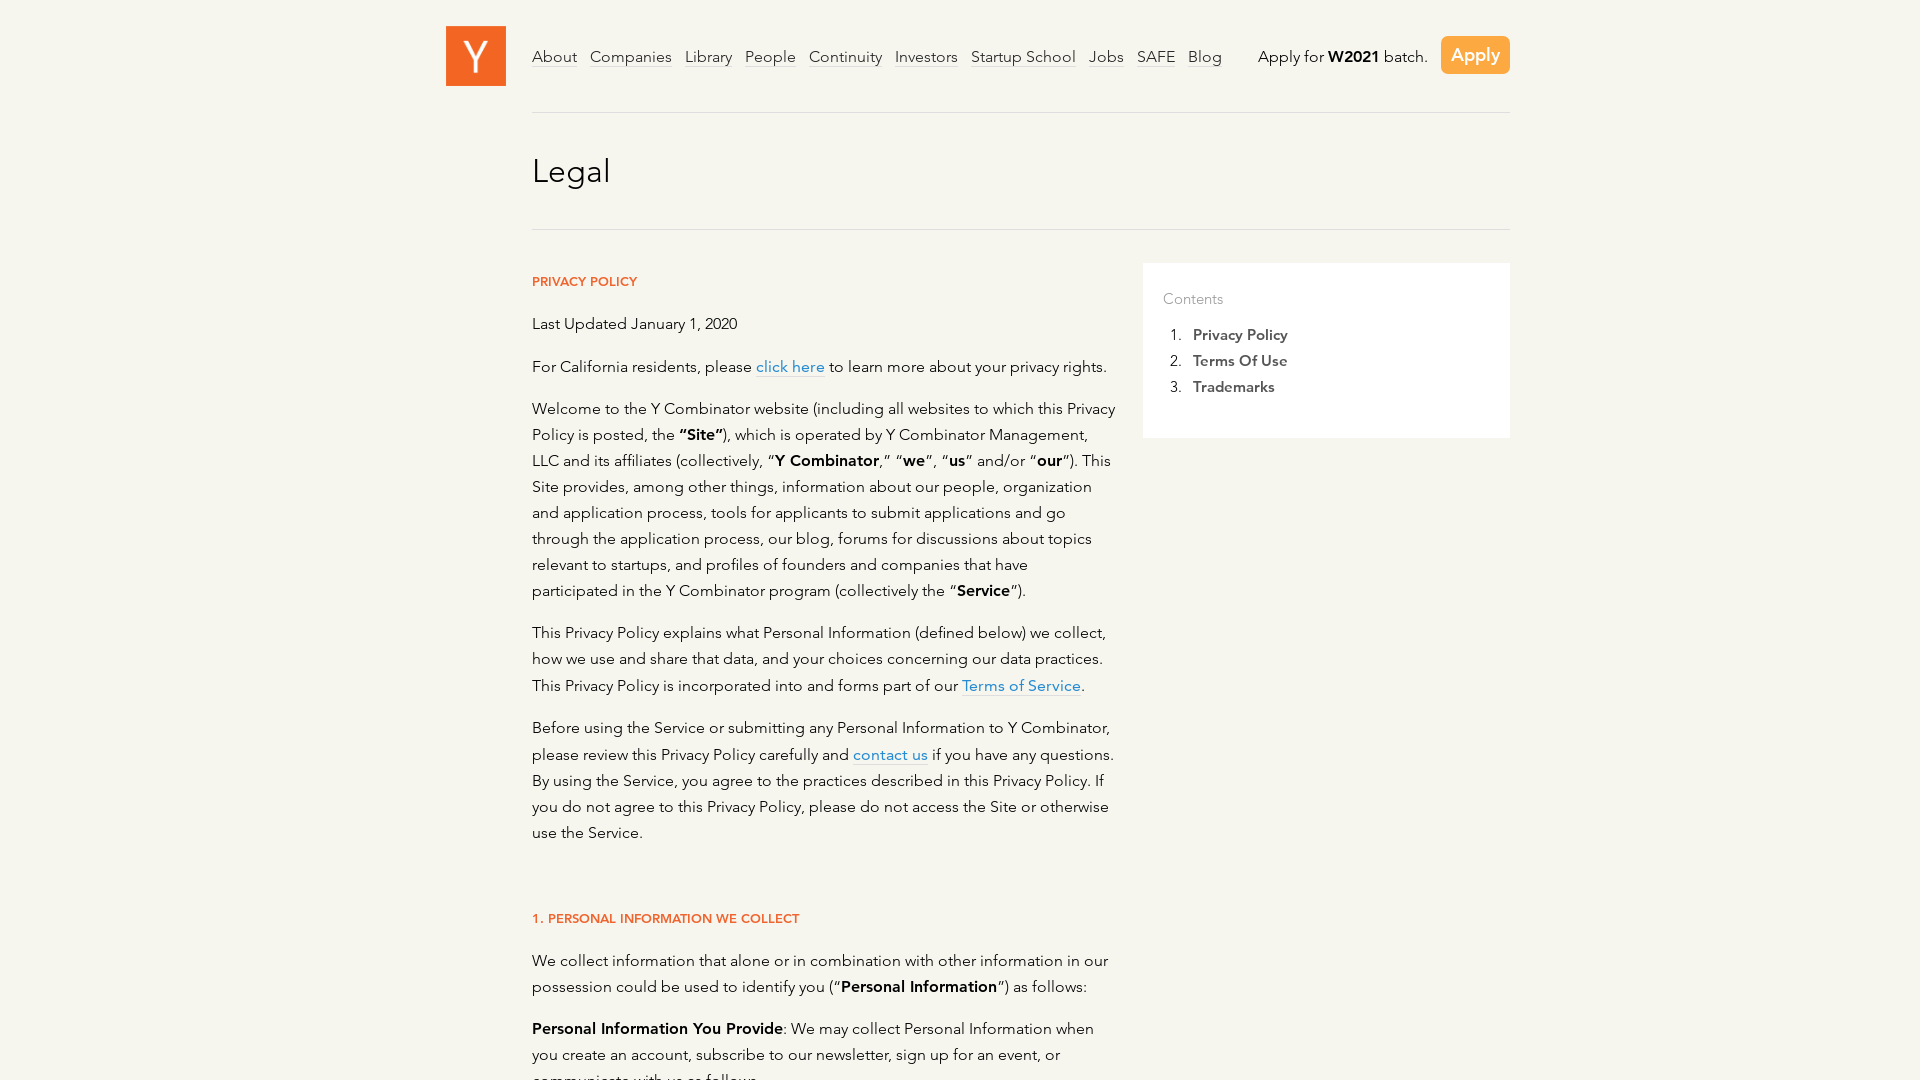 Y
About Companies Library People Continuity Investors Startup School Jobs SAFE Blog Apply for W2021 batch. Apply
Legal
PRIVACY POLICY
Last Updated January 1, 2020
For California residents, please click here to learn more about your privacy rights.
Welcome to the Y Combinator website (including all websites to which this Privacy
Policy is posted, the “Site”), which is operated by Y Combinator Management,
LLC and its affiliates (collectively, “Y Combinator,” “we”, “us” and/or “our”). This
Site provides, among other things, information about our people, organization
and application process, tools for applicants to submit applications and go
through the application process, our blog, forums for discussions about topics
relevant to startups, and profiles of founders and companies that have
participated in the Y Combinator program (collectively the “Service”).
This Privacy Policy explains what Personal Information (defined below) we collect,
how we use and share that data, and your choices concerning our data practices.
This Privacy Policy is incorporated into and forms part of our Terms of Service.
Before using the Service or submitting any Personal Information to Y Combinator,
please review this Privacy Policy carefully and contact us if you have any questions.
By using the Service, you agree to the practices described in this Privacy Policy. If
you do not agree to this Privacy Policy, please do not access the Site or otherwise
use the Service.
1. PERSONAL INFORMATION WE COLLECT
We collect information that alone or in combination with other information in our
possession could be used to identify you (“Personal Information”) as follows:
Personal Information You Provide: We may collect Personal Information when
you create an account, subscribe to our newsletter, sign up for an event, or
communicate with us as follows
Contents
1. Privacy Policy
2. Terms Of Use
3. Trademarks